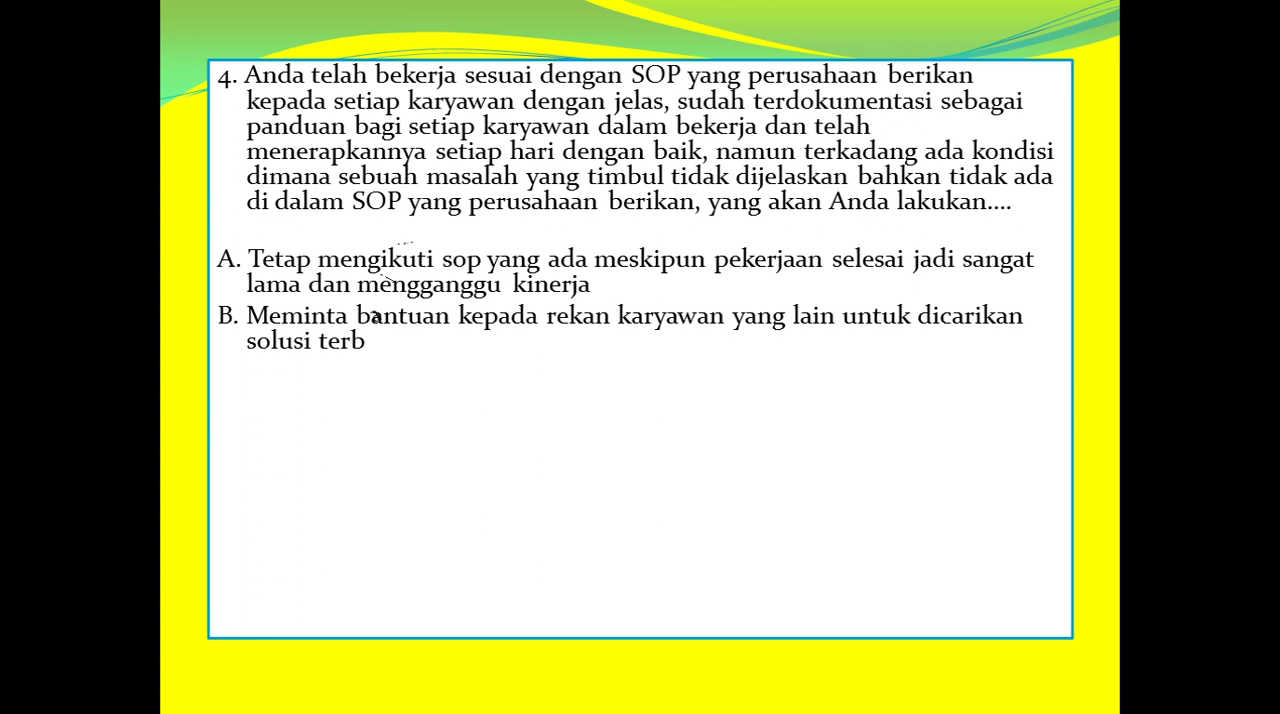 4. Anda telah bekerja sesuai dengan SOP yang perusahaan berikan
kepada setiap karyawan dengan jelas, sudah terdokumentasi sebagai
panduan bagi setiap karyawan dalam bekerja dan telah
menerapkannya setiap hari dengan baik, namun terkadang ada kondisi
dimana sebuah masalah yang timbul tidak dijelaskan bahkan tidak ada
di dalam SOP yang perusahaan berikan, yang akan Anda lakukan....
A. Tetap mengikuti sop yang ada meskipun pekerjaan selesai jadi sangat
lama dan mengganggu kinerja
B. Meminta bantuan kepada rekan karyawan yang lain untuk dicarikan
solusi terb